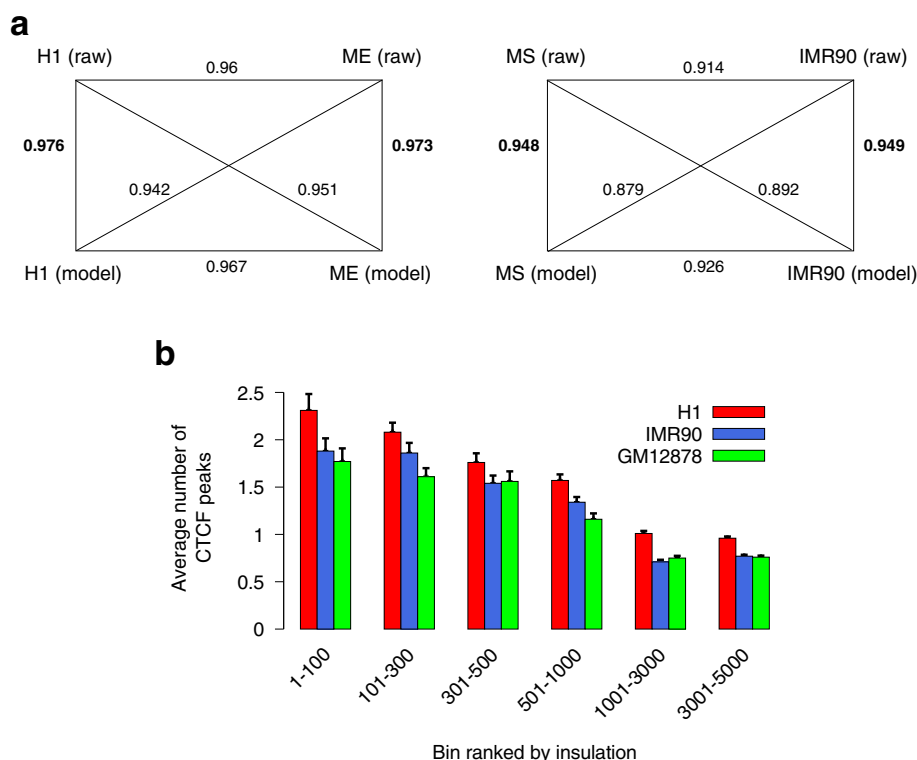 a
H1 (raw)
0.96
ME (raw)
0.976
0.973
0.942
0.951
H1 (model)
0.967
ME (model)
MS (raw)
0.914
IMR90 (raw)
0.948
0.949
0.879
0.892
MS (model)
0.926
IMR90 (model)
b
Average number of
CTCF peaks
2.5
2
1.5
1
0.5
0
H1
IMR90
GM12878
1-100
101-300
301-500
501-1000
1001-3000
3001-5000
Bin ranked by insulation